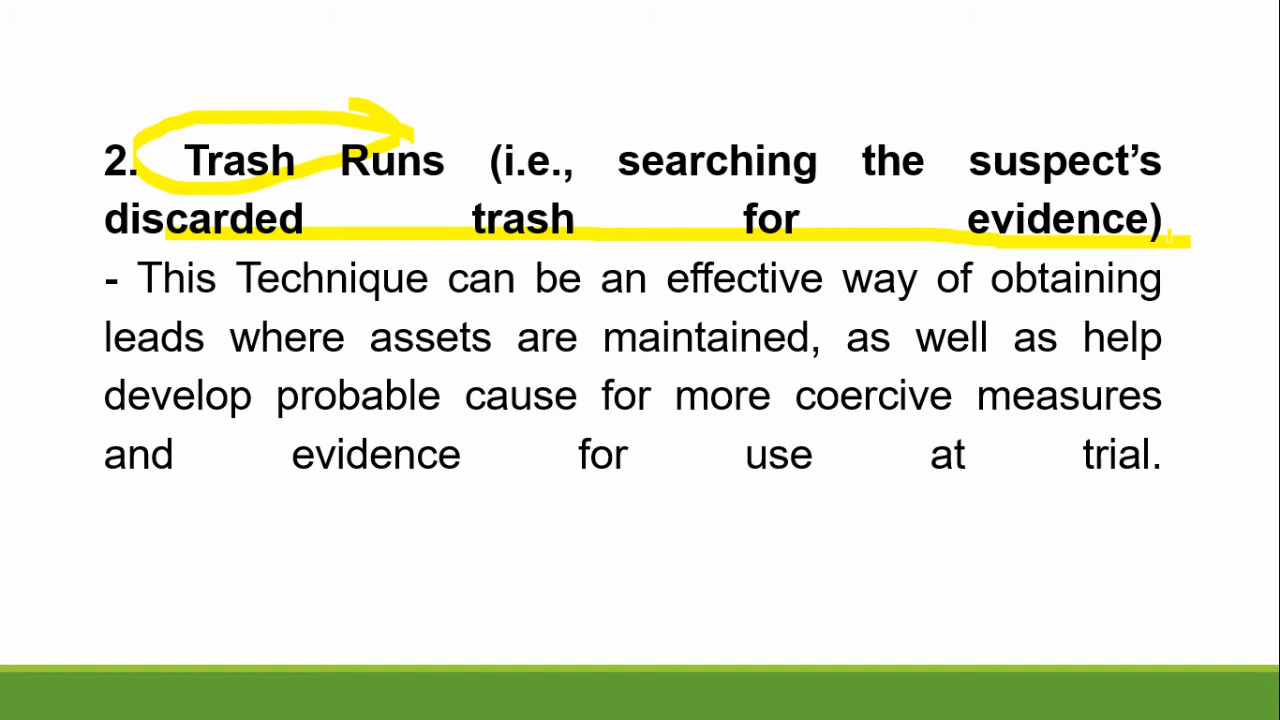 2. Trash Runs (i.e., searching the suspect’s
discarded trash for evidence)
- This Technique can be an effective way of obtaining
leads where assets are maintained, as well as help
develop probable cause for more coercive measures
and evidence for use at trial.